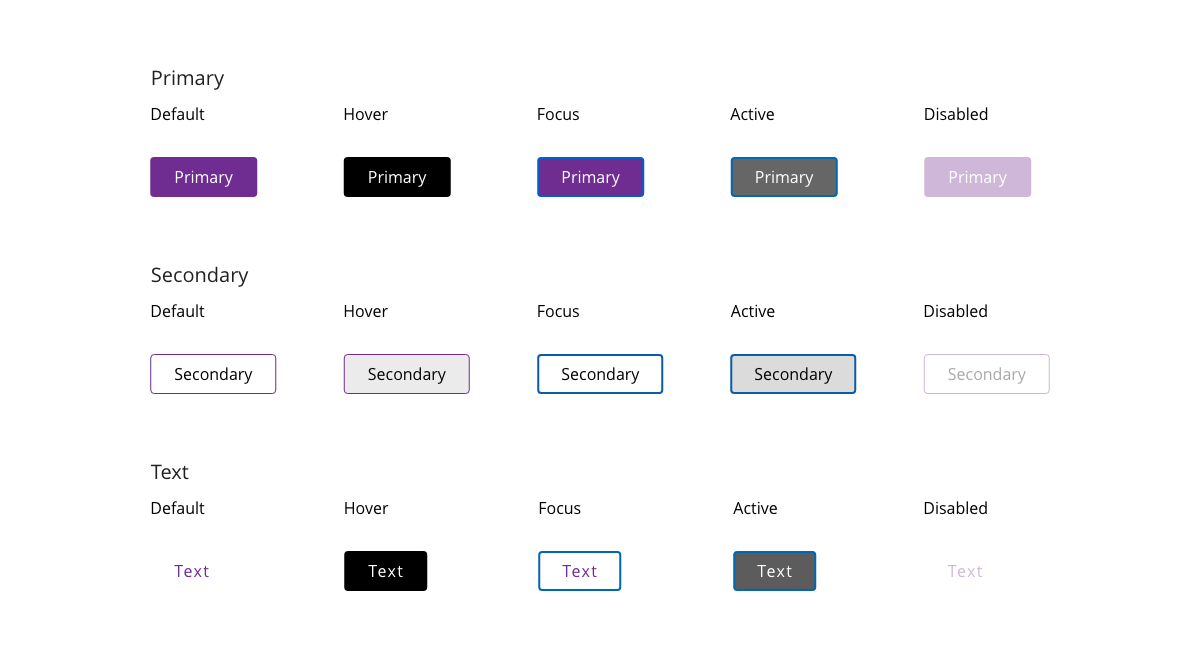 Primary
Default Hover Focus Active Disabled
Primary Primary Primary Primary Primary
Secondary
Default Hover Focus Active Disabled
Secondary Secondary Secondary Secondary Secondary
Text
Default Hover Focus Active Disabled
Text Text Text Text Text